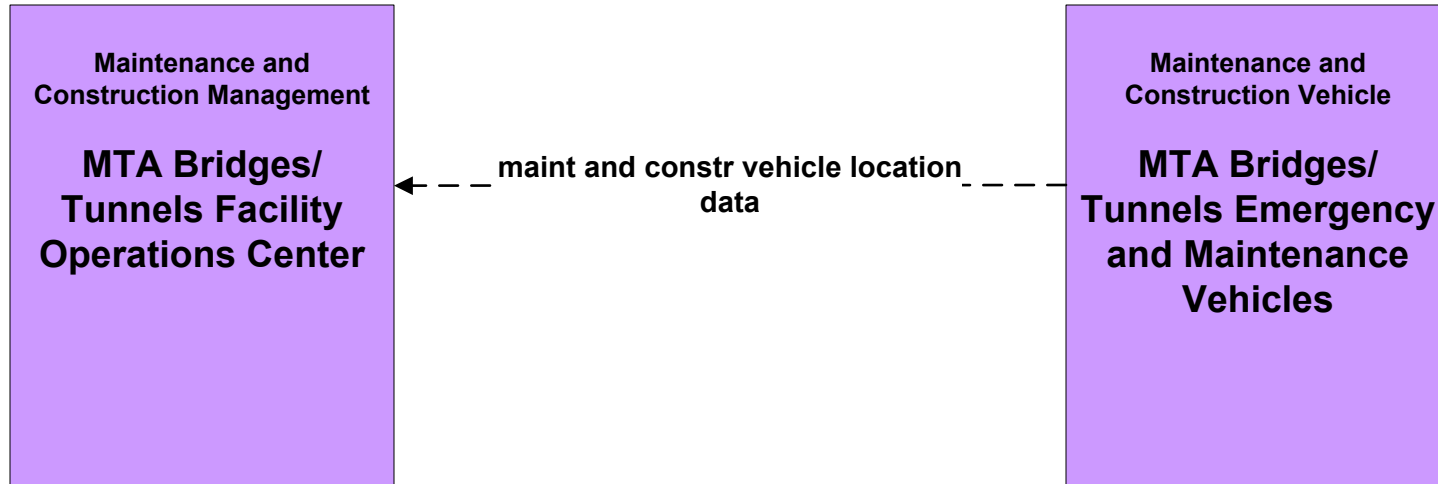 Maintenance and
Construction Management
MTA Bridges/
Tunnels Facility
Operations Center
maint and constr vehicle location
data
Maintenance and
Construction Vehicle
MTA Bridges/
Tunnels Emergency
and Maintenance
Vehicles